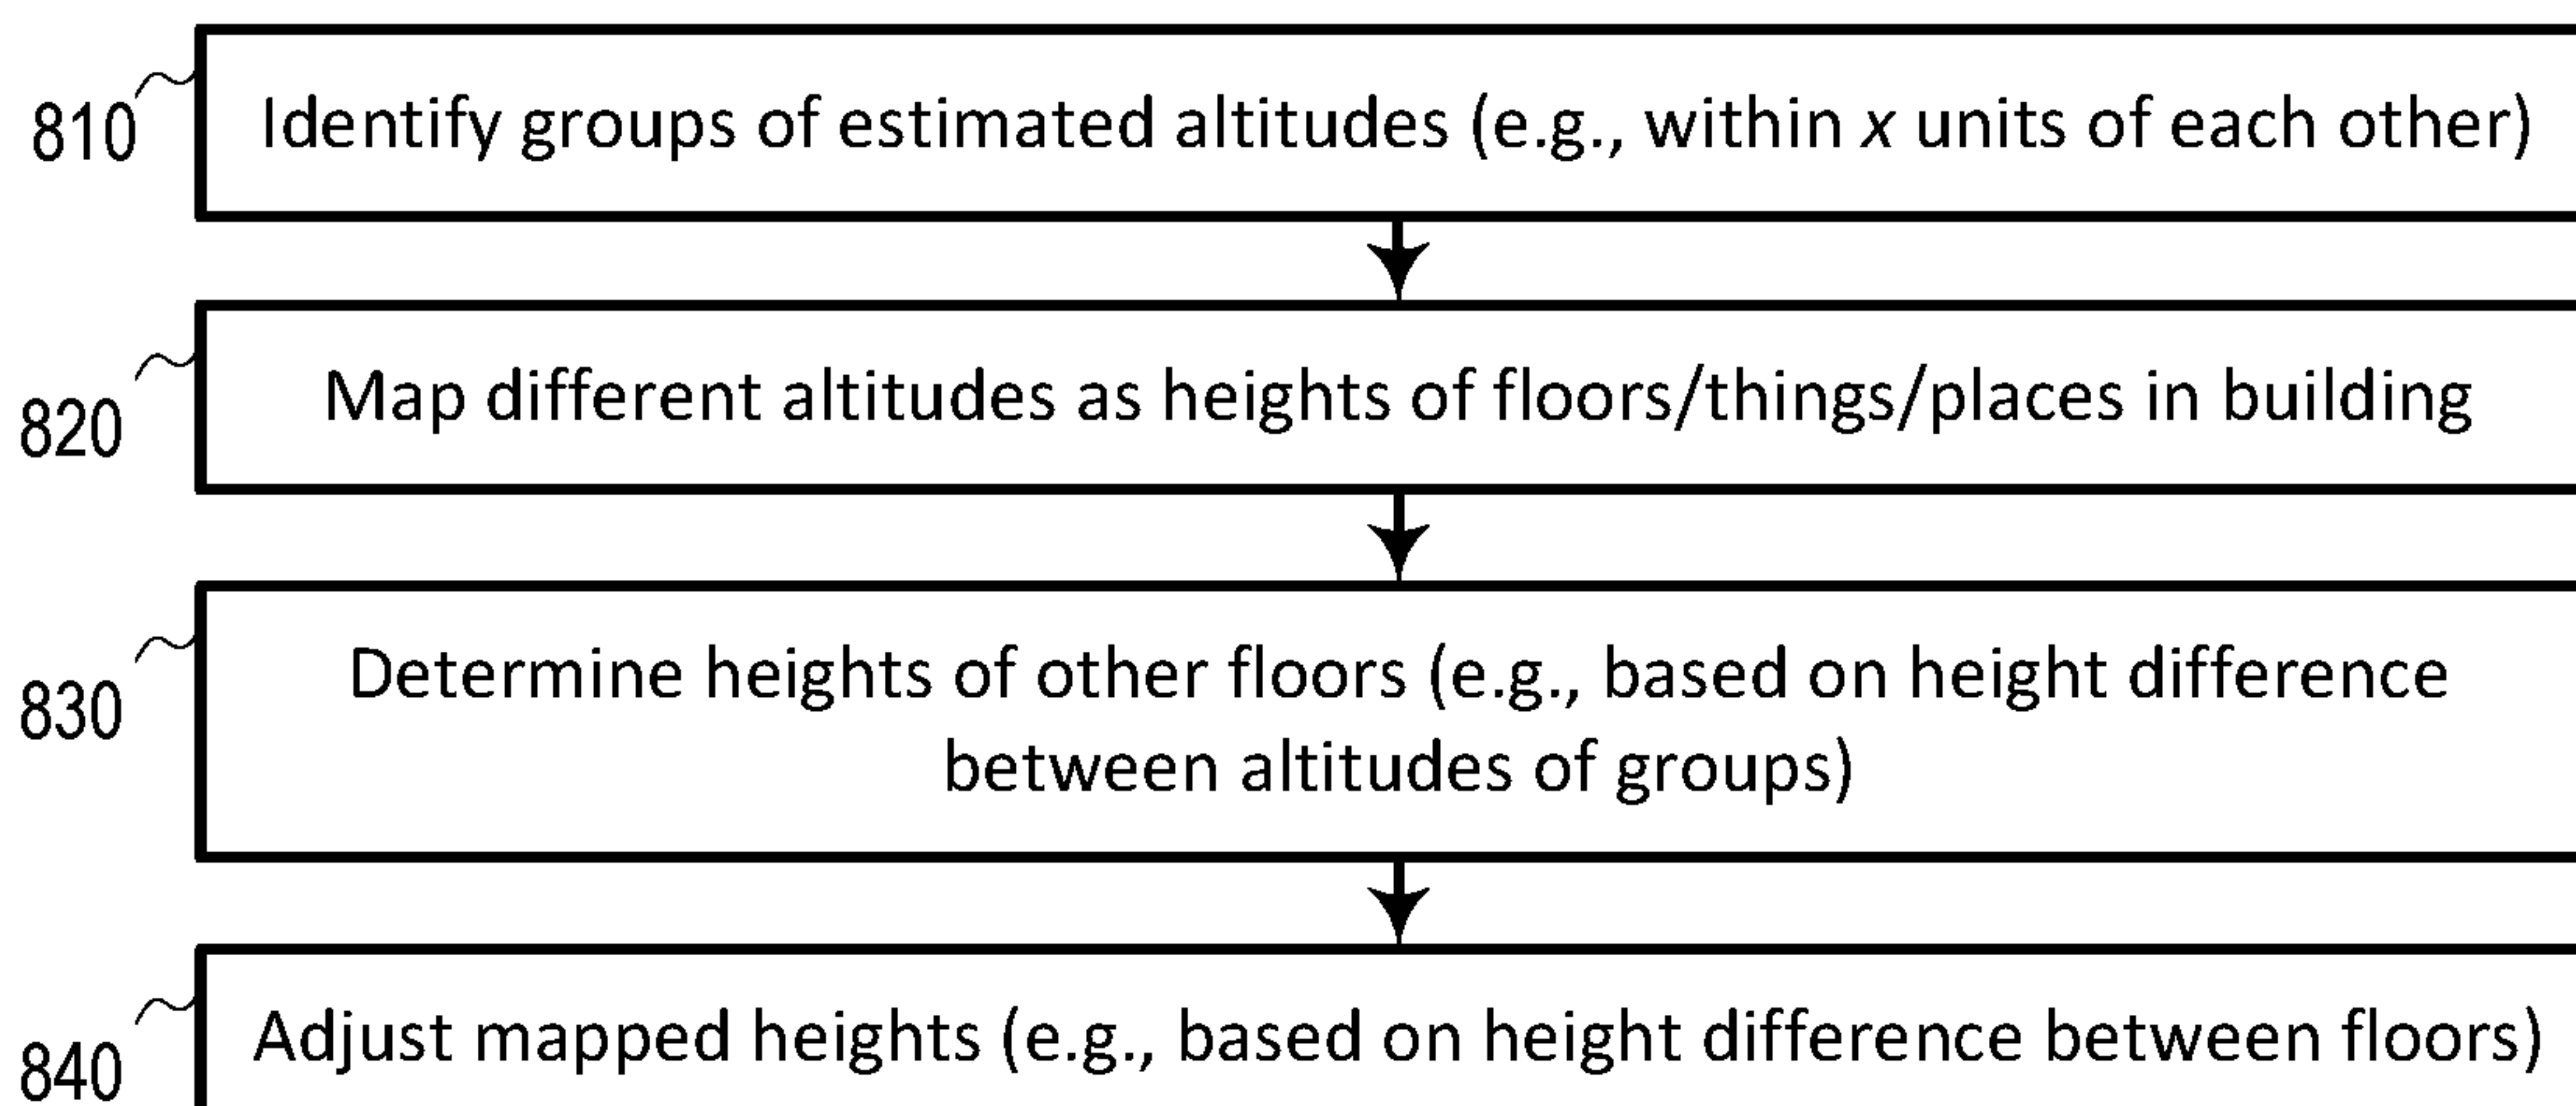 810
Identify groups of estimated altitudes (e.g., within x units of each other)
820
Map different altitudes as heights of floors/things/places in building
830
Determine heights of other floors (e.g., based on height difference
between altitudes of groups)
840
Adjust mapped heights (e.g., based on height difference between floors)